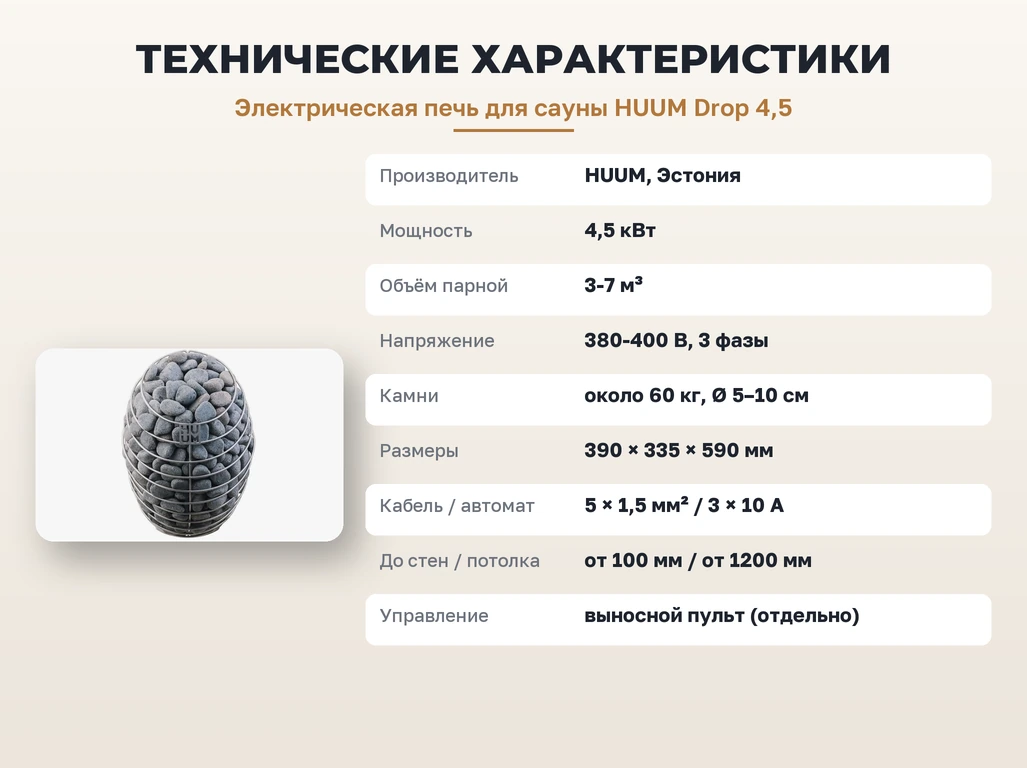 ТЕХНИЧЕСКИЕ ХАРАКТЕРИСТИКИ
Электрическая печь для сауны HUUM Drop 4,5
Производитель HUUM, Эстония
Мощность 4,5 кВт
Объём парной 3-7 м³
Напряжение 380-400 В, 3 фазы
Камни около 60 кг, Ø 5–10 см
Размеры 390 × 335 × 590 мм
Кабель / автомат 5 × 1,5 мм² / 3 × 10 А
До стен / потолка от 100 мм / от 1200 мм
Управление выносной пульт (отдельно)
HU
UM